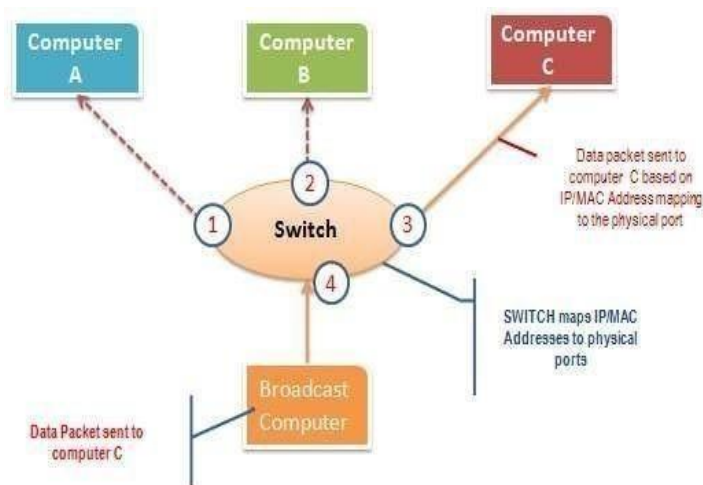 Computer
A
Computer
B
Computer
C
Data packet sent to
computer C based on
IP/MAC Address mapping
to the physical port
2
1
Switch
3
4
SWITCH maps IP/MAC
Addresses to physical
ports
Broadcast
Computer
Data Packet sent to
computer C